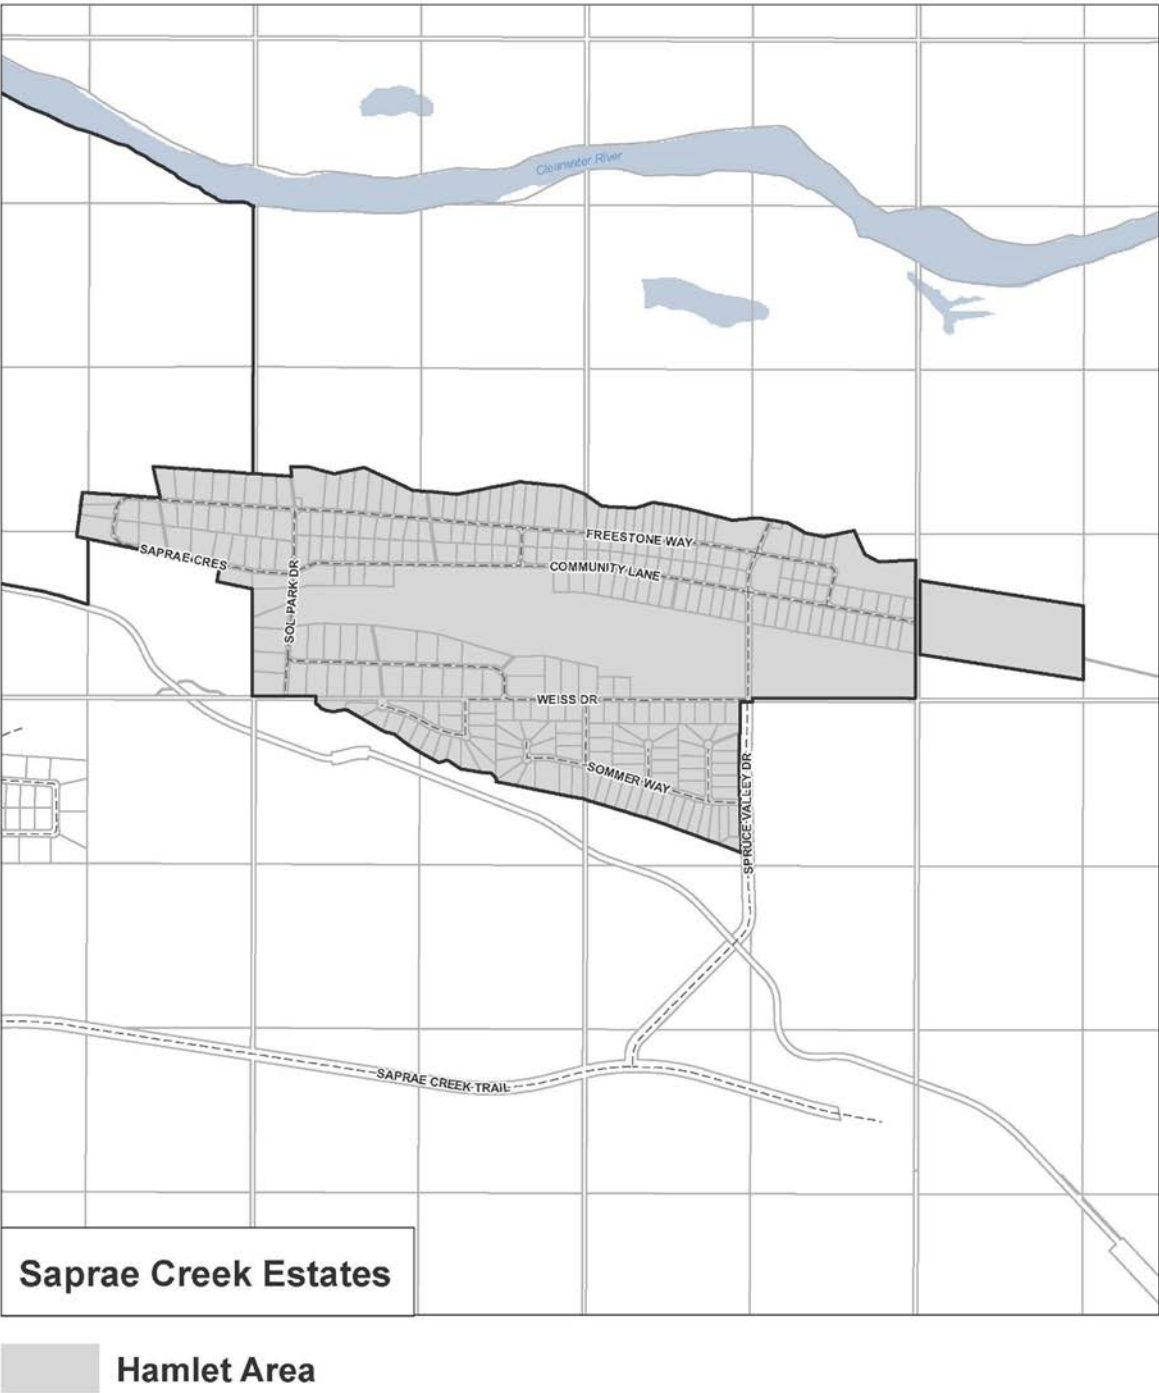 Clearwater River
FREESTONE WAY
SAPRAE CRES
COMMUNITY LANE
SOL PARK DR
WEISS DR
SOMMER WAY
SPRUCE VALLEY DR
SAPRAE CREEK TRAIL
Saprae Creek Estates
Hamlet Area